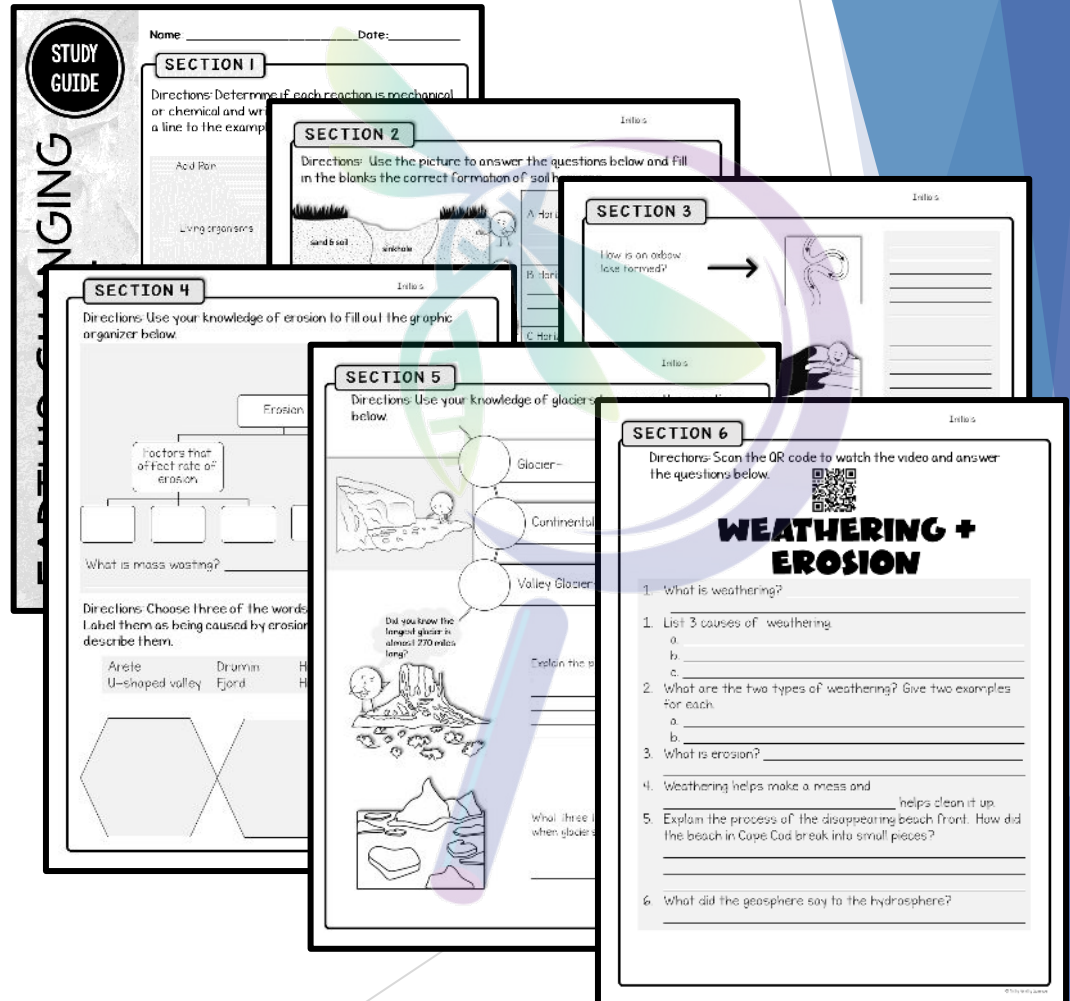 STUDY
GUIDE
Name: Date:
SECTION 1
Directions: Determine if each reaction is mechanical
or chemical and wri
a line to the exampl
Acid Rain
Living organisms
SECTION 2
Initials
Directions: Use the picture to answer the questions below and fill
in the blanks the correct formation of soil
sand & soil
sinkhole
A Hori
B Hori
C Horiz
SECTION 3
Initials
How is an oxbow
lake formed?
SECTION 4
Initials
Directions: Use your knowledge of erosion to fill out the graphic
organizer below.
Erosion
Factors that
affect rate of
erosion
What is mass wasting?
Directions: Choose three of the words
Label them as being caused by erosion
describe them.
Arete Drumlin H
U-shaped valley Fjord H
SECTION 5
Initials
Directions: Use your knowledge of glaciers
below.
Glacier-
Continental
Valley Glacier-
Did you know the
longest glacier is
almost 270 miles
long?
Explain the p
What three
when glaciers
SECTION 6
Initials
Directions: Scan the QR code to watch the video and answer
the questions below.
WEATHERING +
EROSION
1. What is weathering?
1. List 3 causes of weathering.
a.
b.
c.
2. What are the two types of weathering? Give two examples
for each.
a.
b.
3. What is erosion?
4. Weathering helps make a mess and
helps clean it up.
5. Explain the process of the disappearing beach front. How did
the beach in Cape Cod break into small pieces?
6. What did the geosphere say to the hydrosphere?